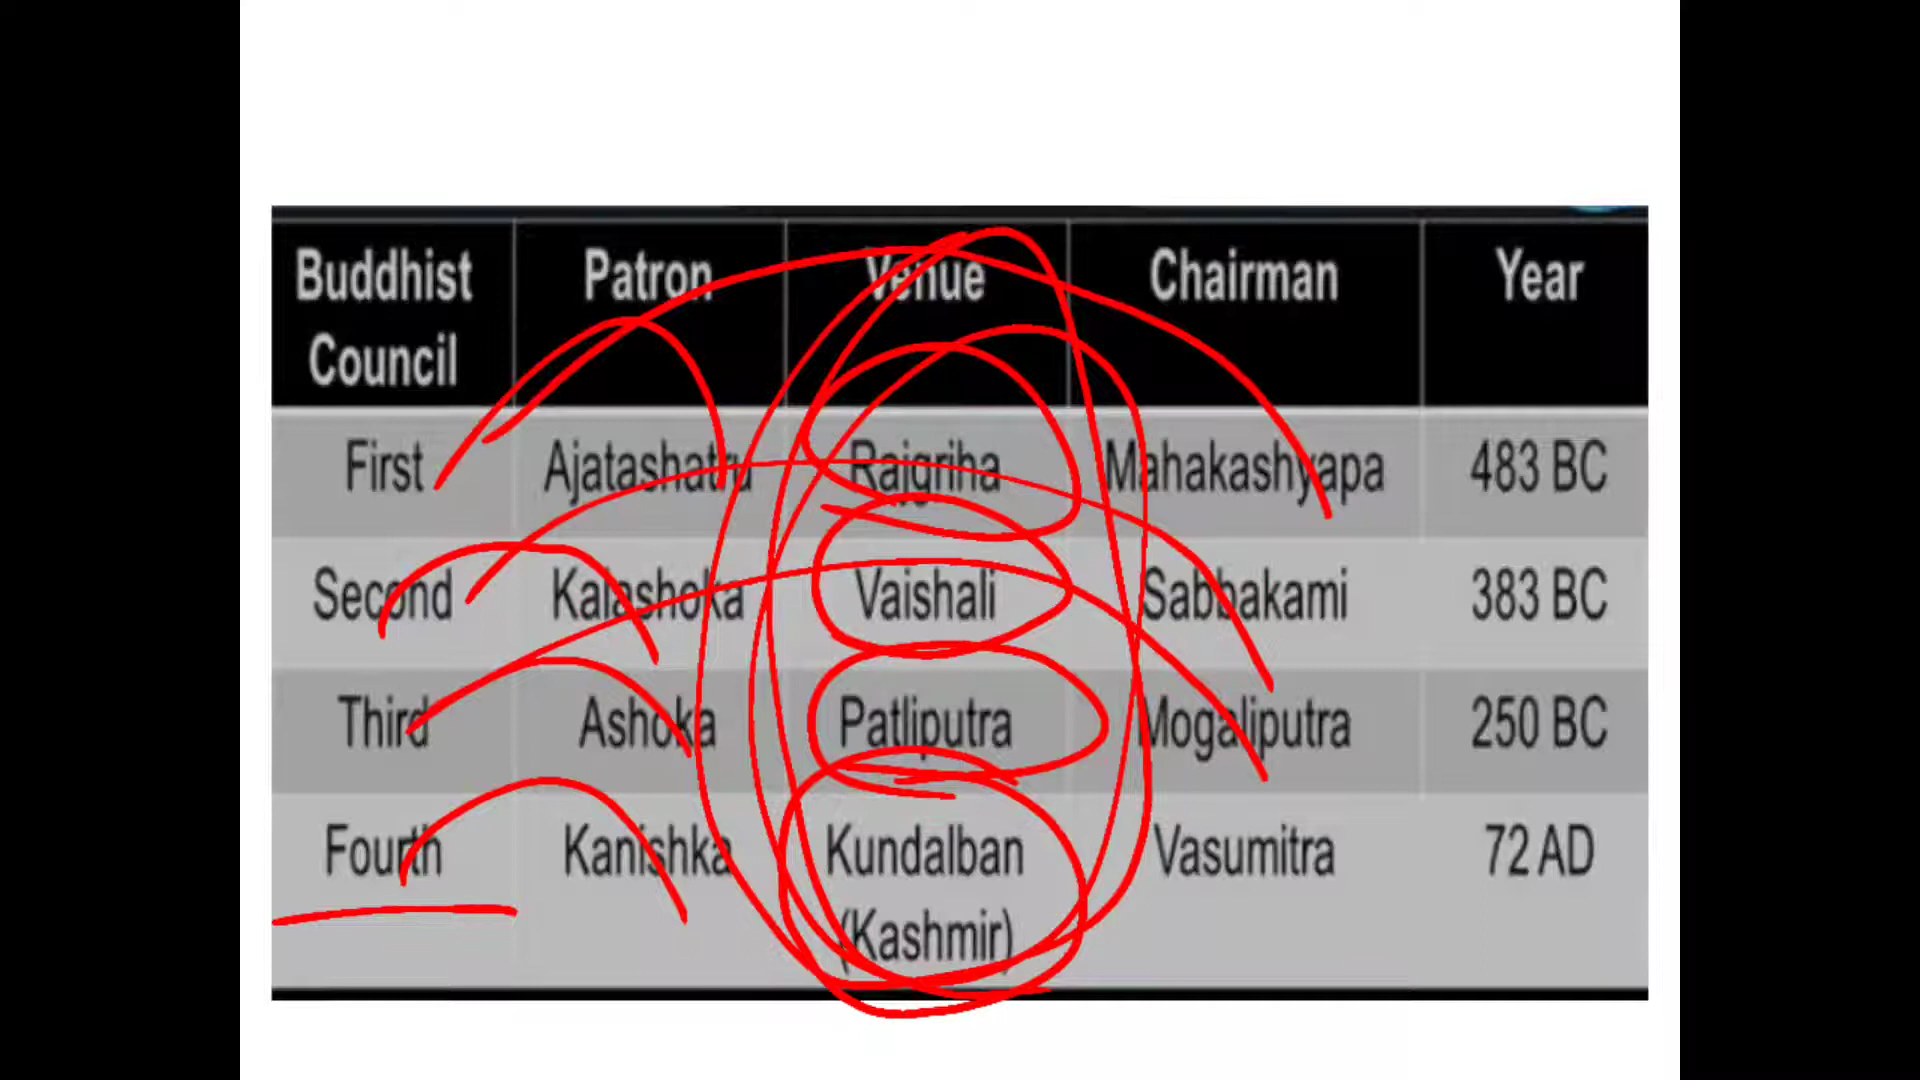 Buddhist Council Patron Venue Chairman Year
First Ajatashatru Rajgriha Mahakashyapa 483 BC
Second Kalashoka Vaishali Sabbakami 383 BC
Third Ashoka Patliputra Mogaliputra 250 BC
Fourth Kanishka Kundalban (Kashmir) Vasumitra 72 AD